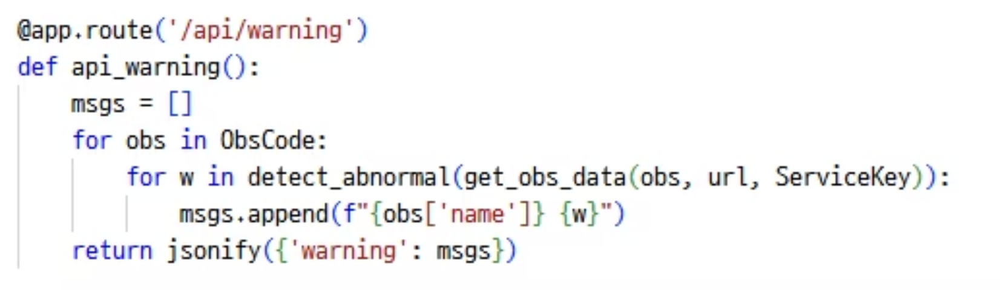 @app.route('/api/warning')
def api_warning():
    msgs = []
    for obs in ObsCode:
        for w in detect_abnormal(get_obs_data(obs, url, ServiceKey)):
            msgs.append(f"{obs['name']} {w}")
    return jsonify({'warning': msgs})